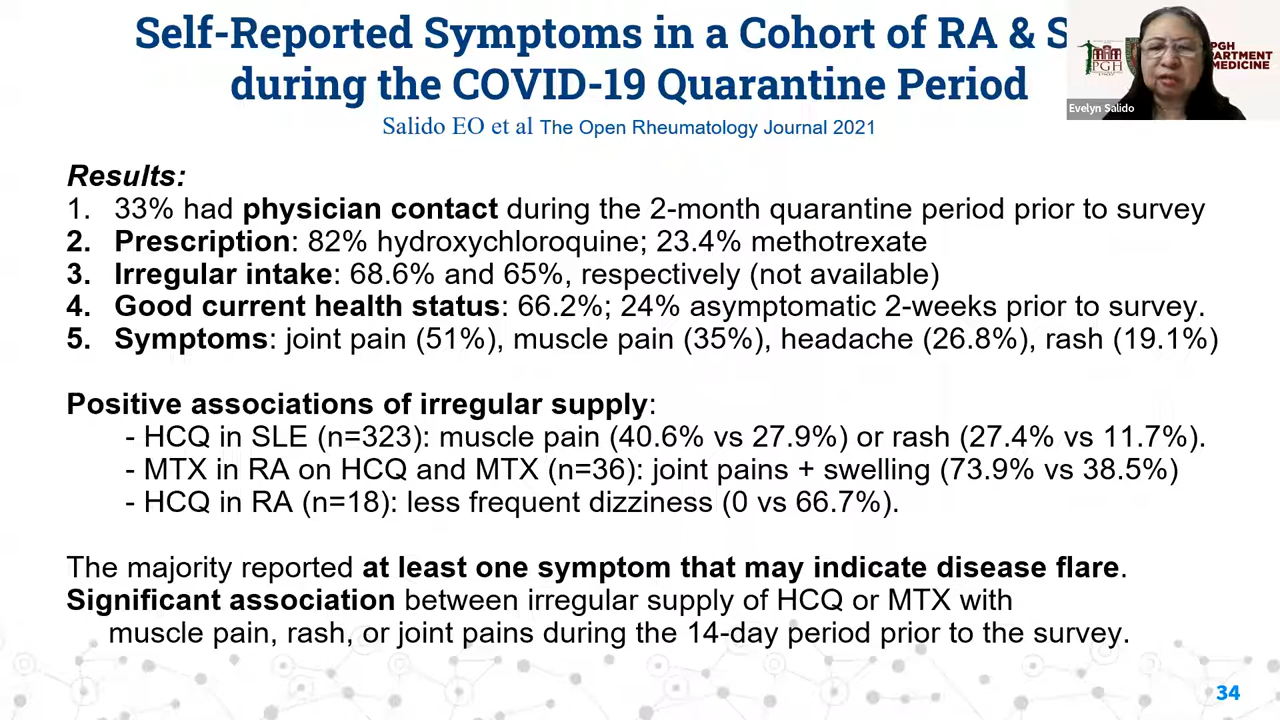 Self-Reported Symptoms in a Cohort of RA & S
during the COVID-19 Quarantine Period
Salido EO et al The Open Rheumatology Journal 2021
PGH
PGH
PARTMENT
MEDICINE
Evelyn Salido
Results:
1. 33% had physician contact during the 2-month quarantine period prior to survey
2. Prescription: 82% hydroxychloroquine; 23.4% methotrexate
3. Irregular intake: 68.6% and 65%, respectively (not available)
4. Good current health status: 66.2%; 24% asymptomatic 2-weeks prior to survey.
5. Symptoms: joint pain (51%), muscle pain (35%), headache (26.8%), rash (19.1%)
Positive associations of irregular supply:
- HCQ in SLE (n=323): muscle pain (40.6% vs 27.9%) or rash (27.4% vs 11.7%).
- MTX in RA on HCQ and MTX (n=36): joint pains + swelling (73.9% vs 38.5%)
- HCQ in RA (n=18): less frequent dizziness (0 vs 66.7%).
The majority reported at least one symptom that may indicate disease flare.
Significant association between irregular supply of HCQ or MTX with
muscle pain, rash, or joint pains during the 14-day period prior to the survey.
34